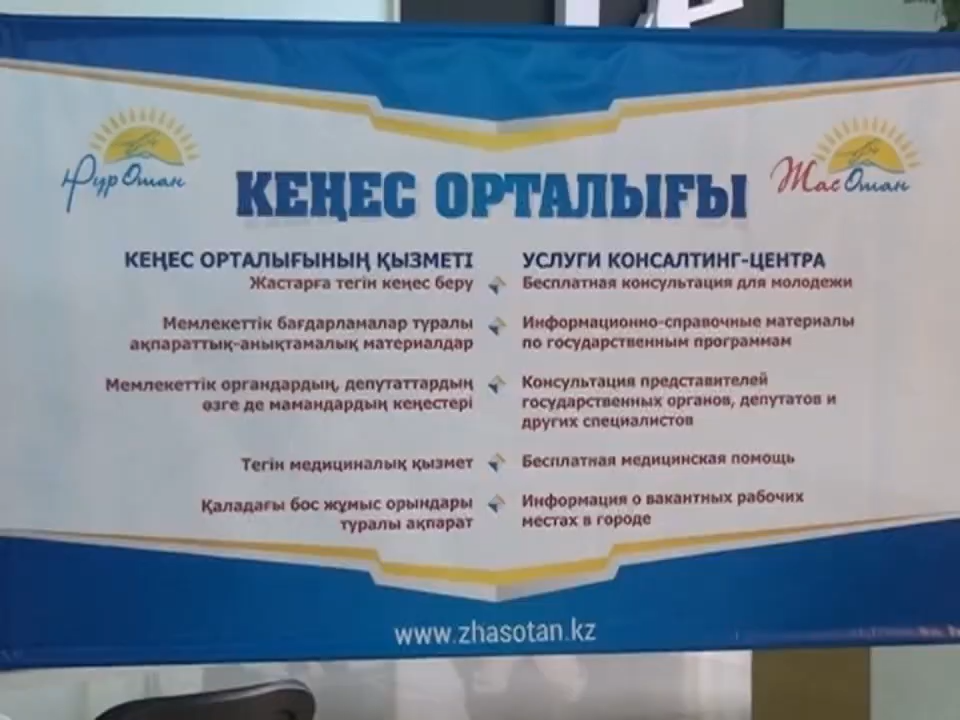 Нұр Отан
Жас Отан
КЕҢЕС ОРТАЛЫҒЫ
КЕҢЕС ОРТАЛЫҒЫНЫҢ ҚЫЗМЕТІ
Жастарға тегін кеңес беру
Мемлекеттік бағдарламалар туралы
ақпараттық-анықтамалық материалдар
Мемлекеттік органдардың, депутаттардың
өзге де мамандардың кеңестері
Тегін медициналық қызмет
Қаладағы бос жұмыс орындары
туралы ақпарат
УСЛУГИ КОНСАЛТИНГ-ЦЕНТРА
Бесплатная консультация для молодежи
Информационно-справочные материалы
по государственным программам
Консультация представителей
государственных органов, депутатов и
других специалистов
Бесплатная медицинская помощь
Информация о вакантных рабочих
местах в городе
www.zhasotan.kz